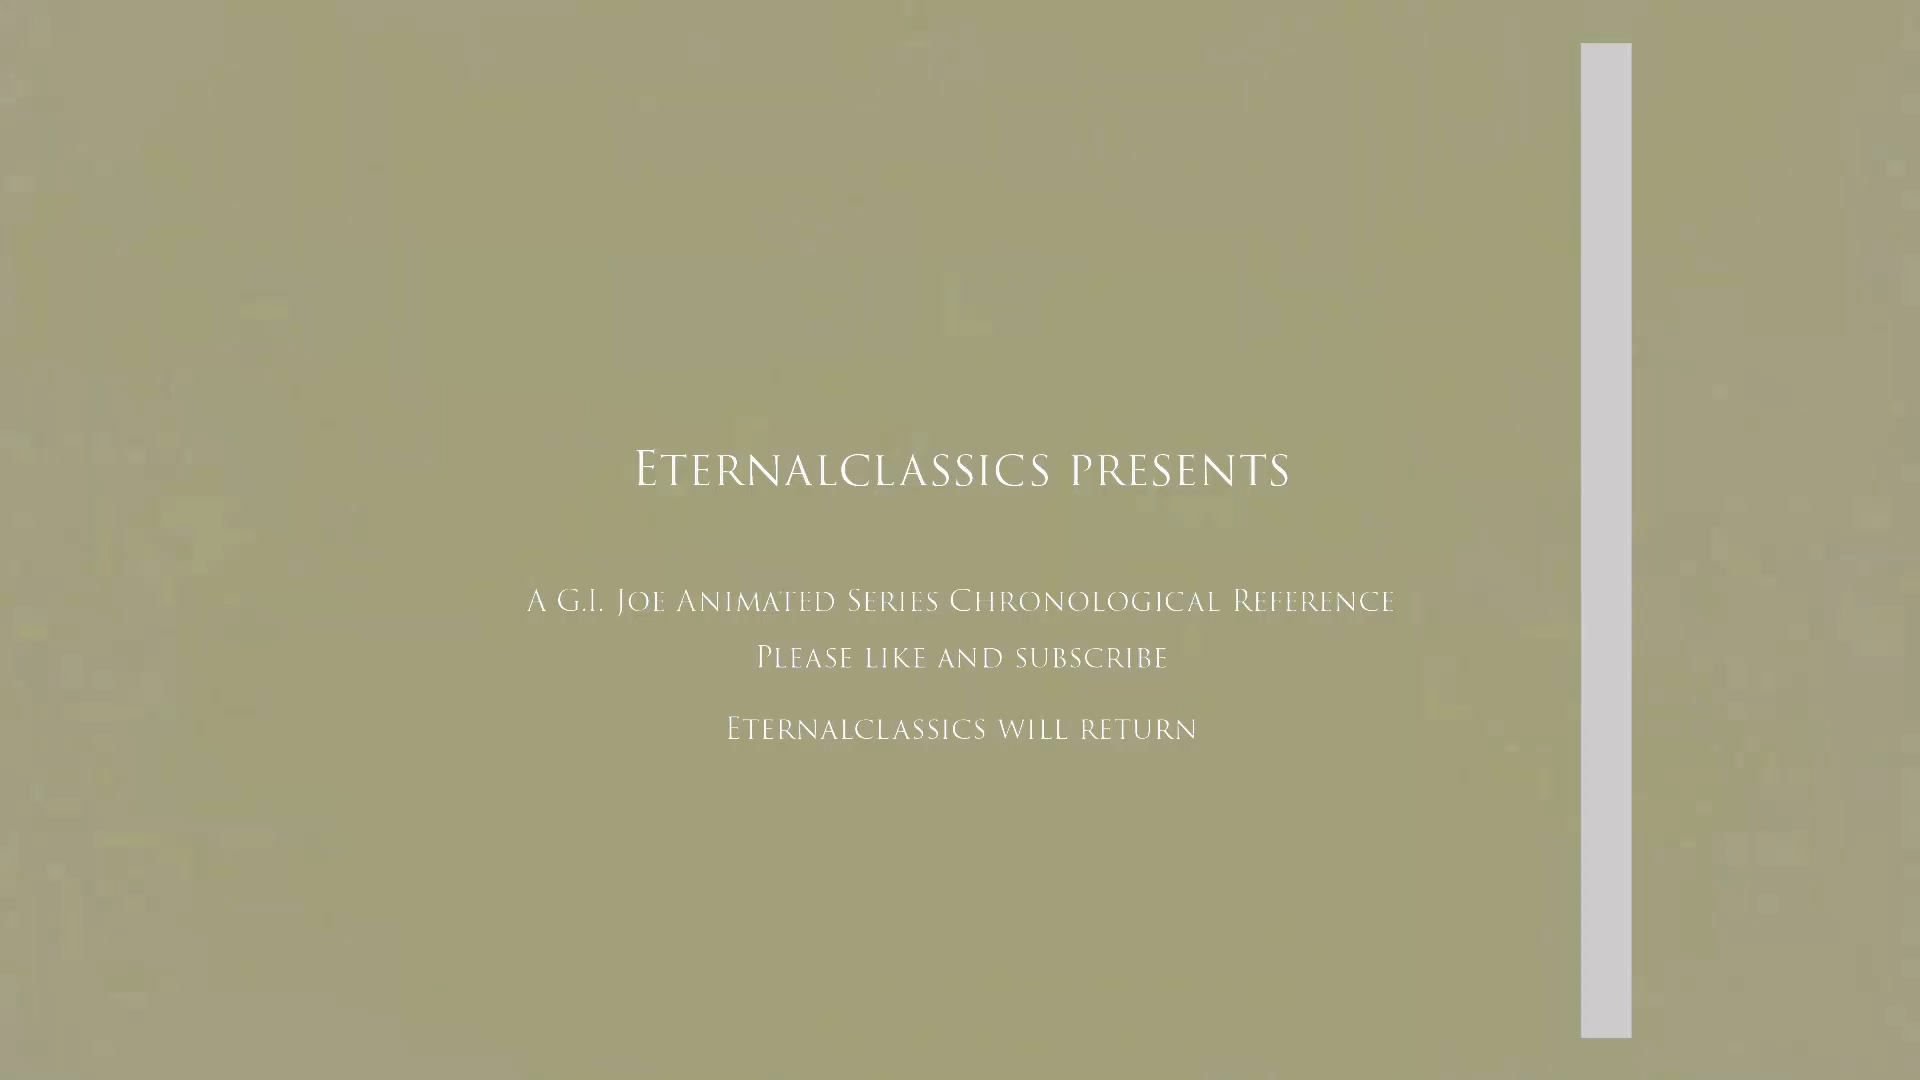 Eternalclassics presents
A G.I. Joe Animated Series Chronological Reference
Please like and subscribe
Eternalclassics will return